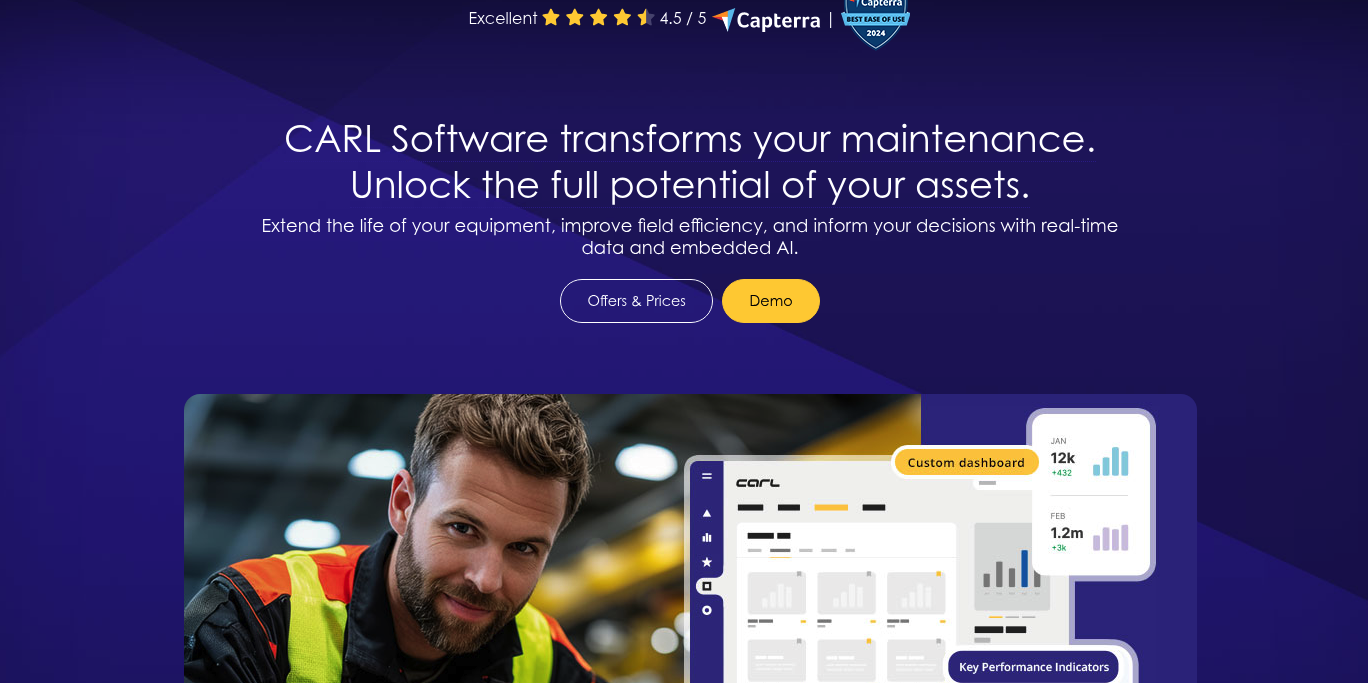 Excellent 4.5 / 5 Capterra |
Capterra
BEST EASE OF USE
2024
CARL Software transforms your maintenance.
Unlock the full potential of your assets.
Extend the life of your equipment, improve field efficiency, and inform your decisions with real-time
data and embedded AI.
Offers & Prices
Demo
Custom dashboard
carl
JAN
12k
+432
FEB
1.2m
+3k
Key Performance Indicators